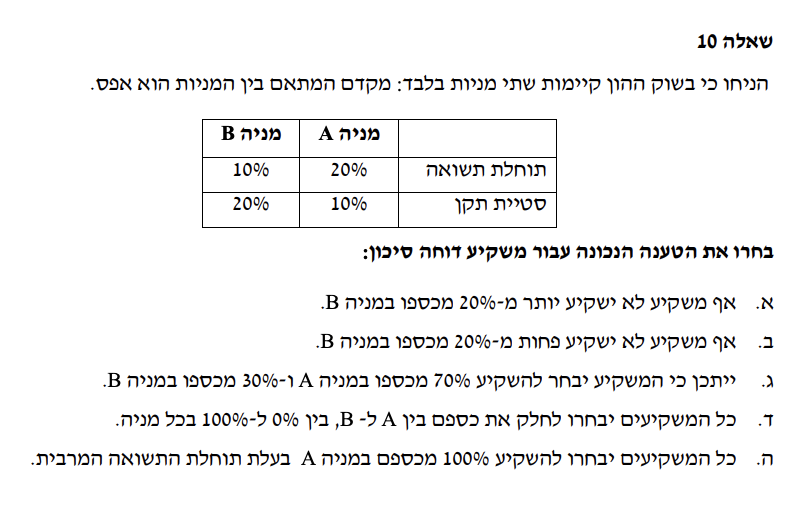 שאלה 10
הניחו כי בשוק ההון קיימות שתי מניות בלבד: מקדם המתאם בין המניות הוא אפס.
מניה A מניה B
תוחלת תשואה 20% 10%
סטיית תקן 10% 20%
בחרו את הטענה הנכונה עבור משקיע דוחה סיכון:
א. אף משקיע לא ישקיע יותר מ-20% מכספו במניה B.
ב. אף משקיע לא ישקיע פחות מ-20% מכספו במניה B.
ג. ייתכן כי המשקיע יבחר להשקיע 70% מכספו במניה A ו-30% מכספו במניה B.
ד. כל המשקיעים יבחרו לחלק את כספם בין A ל- B, בין 0% ל-100% בכל מניה.
ה. כל המשקיעים יבחרו להשקיע 100% מכספם במניה A בעלת תוחלת התשואה המרבית.